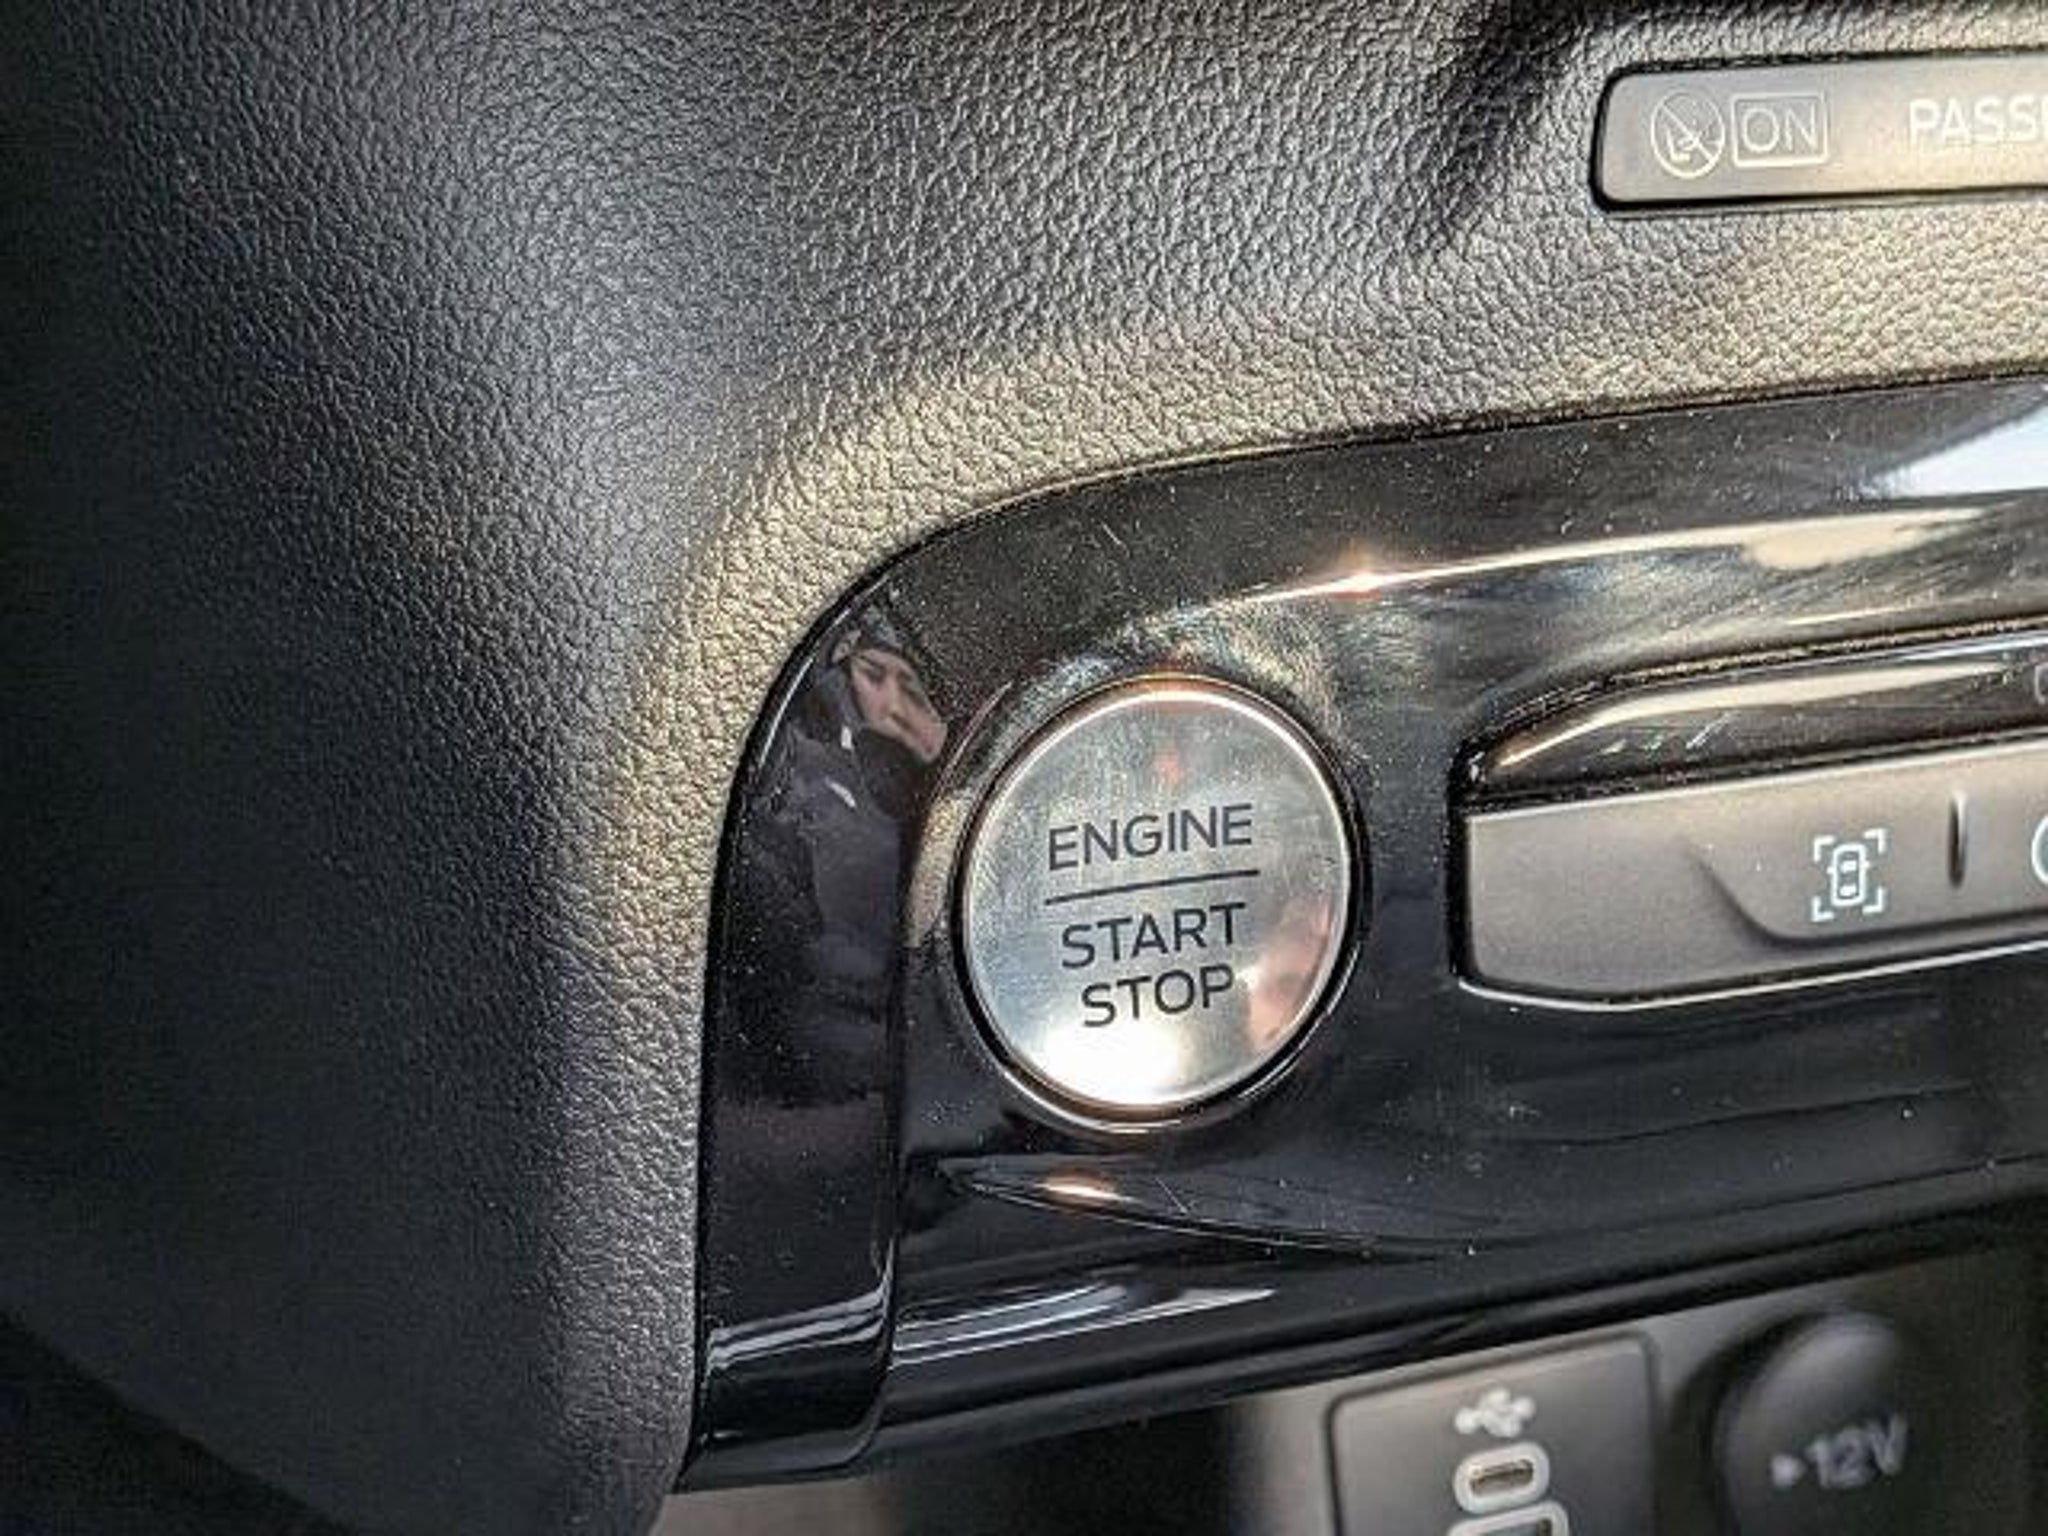 ON PASS
ENGINE
START
STOP
12V